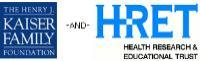 THE HENRY J.
KAISER
FAMILY
FOUNDATION
-AND-
HRET
HEALTH RESEARCH &
EDUCATIONAL TRUST